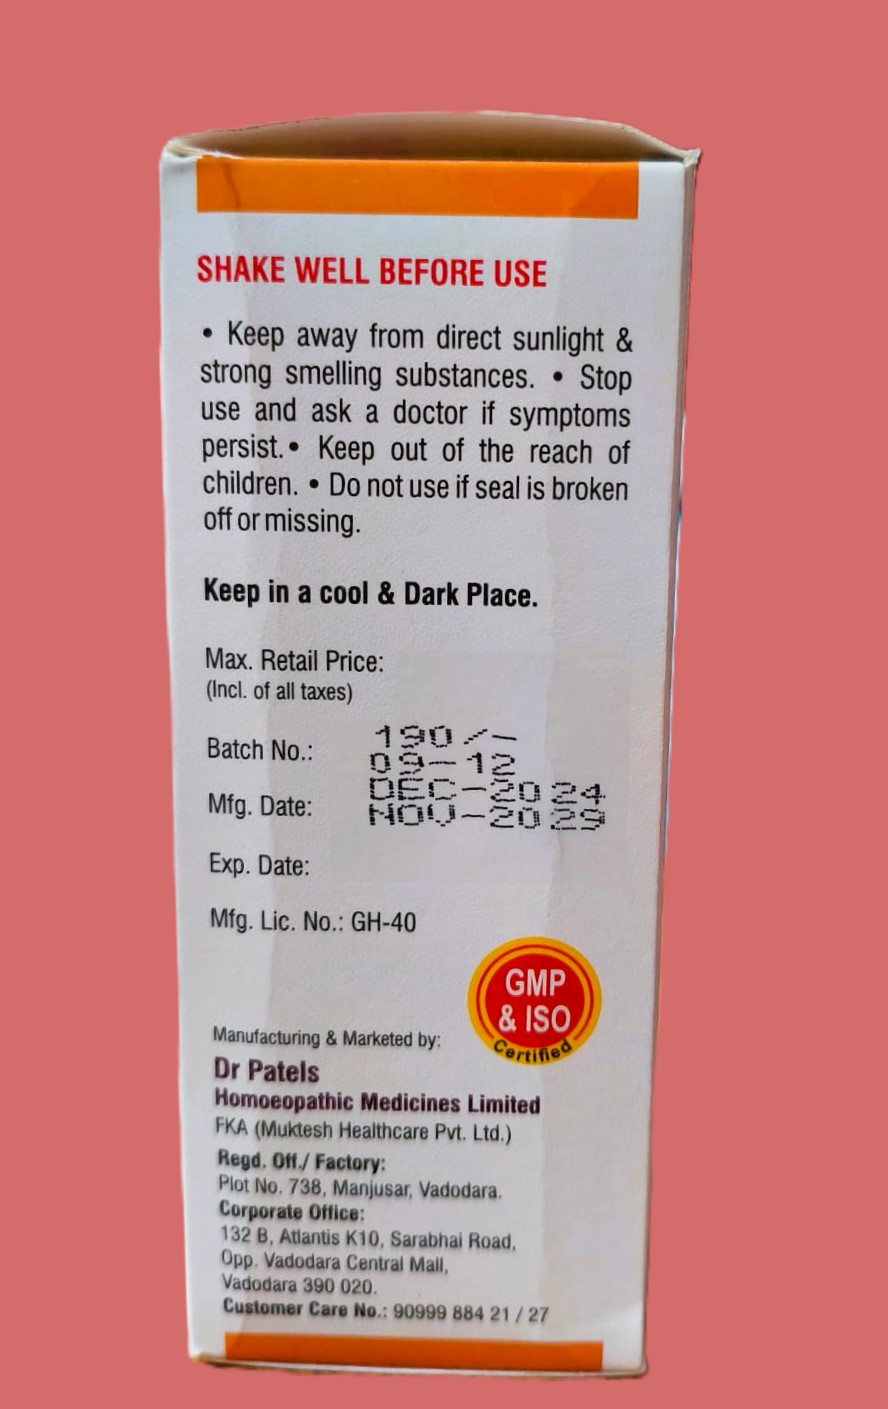 SHAKE WELL BEFORE USE
• Keep away from direct sunlight &
strong smelling substances. • Stop
use and ask a doctor if symptoms
persist. • Keep out of the reach of
children. • Do not use if seal is broken
off or missing.
Keep in a cool & Dark Place.
Max. Retail Price:
(Incl. of all taxes)
190/-
Batch No.:
09-12
DEC-2024
Mfg. Date:
NOV-2029
Exp. Date:
Mfg. Lic. No.: GH-40
GMP
& ISO
Certified
Manufacturing & Marketed by:
Dr Patels
Homoeopathic Medicines Limited
FKA (Muktesh Healthcare Pvt. Ltd.)
Regd. Off./ Factory:
Plot No. 738, Manjusar, Vadodara.
Corporate Office:
132 B, Atlantis K10, Sarabhai Road,
Opp. Vadodara Central Mall,
Vadodara 390 020.
Customer Care No.: 90999 884 21 / 27